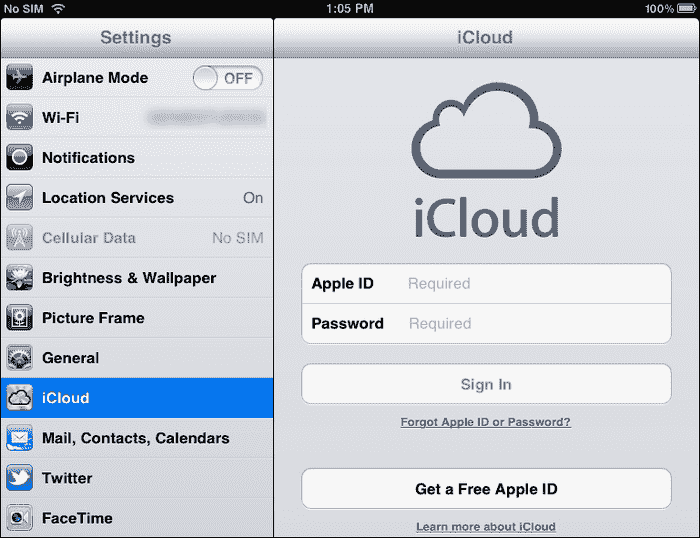 No SIM 1:05 PM 100%
Settings
Airplane Mode OFF
Wi-Fi
Notifications
Location Services On
Cellular Data No SIM
Brightness & Wallpaper
Picture Frame
General
iCloud
Mail, Contacts, Calendars
Twitter
FaceTime
iCloud
iCloud
Apple ID Required
Password Required
Sign In
Forgot Apple ID or Password?
Get a Free Apple ID
Learn more about iCloud